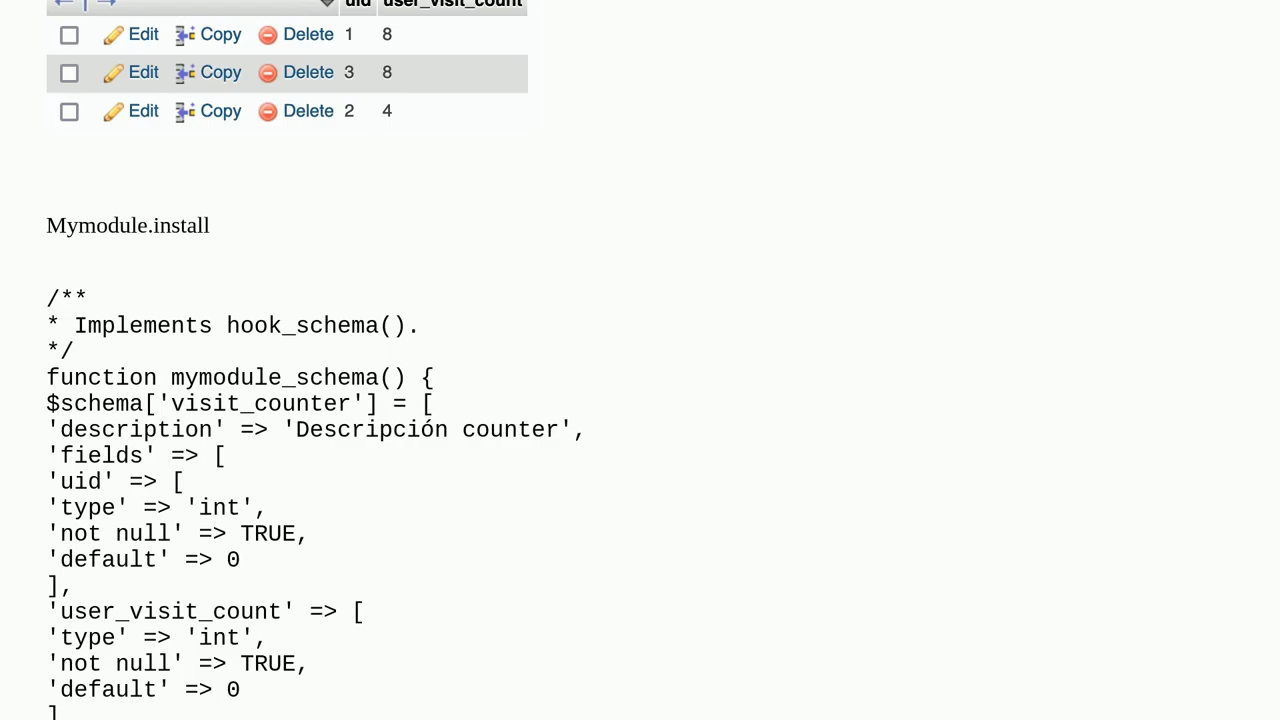 uid user_visit_count
Edit Copy Delete 1 8
Edit Copy Delete 3 8
Edit Copy Delete 2 4
Mymodule.install
/**
* Implements hook_schema().
*/
function mymodule_schema() {
$schema['visit_counter'] = [
'description' => 'Descripción counter',
'fields' => [
'uid' => [
'type' => 'int',
'not null' => TRUE,
'default' => 0
],
'user_visit_count' => [
'type' => 'int',
'not null' => TRUE,
'default' => 0
]